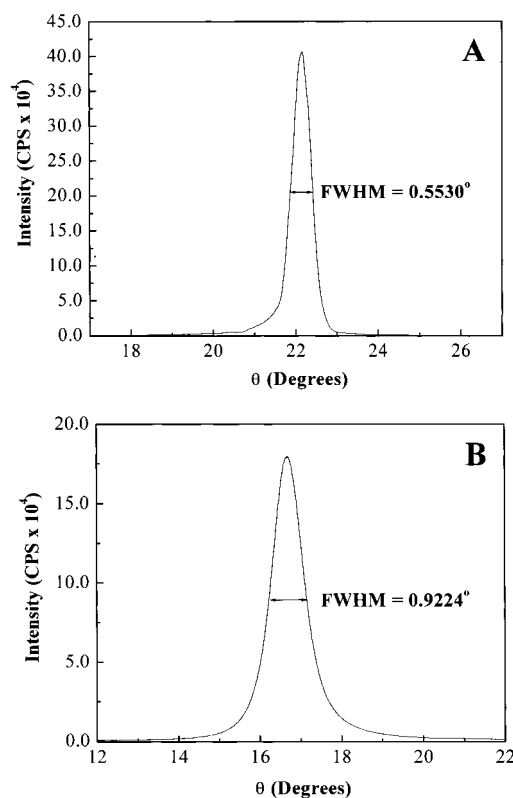 A
45.0
40.0
35.0
30.0
25.0
20.0
15.0
10.0
5.0
0.0
Intensity (CPS x 10⁴)
FWHM = 0.5530°
18 20 22 24 26
θ (Degrees)
B
20.0
15.0
10.0
5.0
0.0
Intensity (CPS x 10⁴)
FWHM = 0.9224°
12 14 16 18 20 22
θ (Degrees)